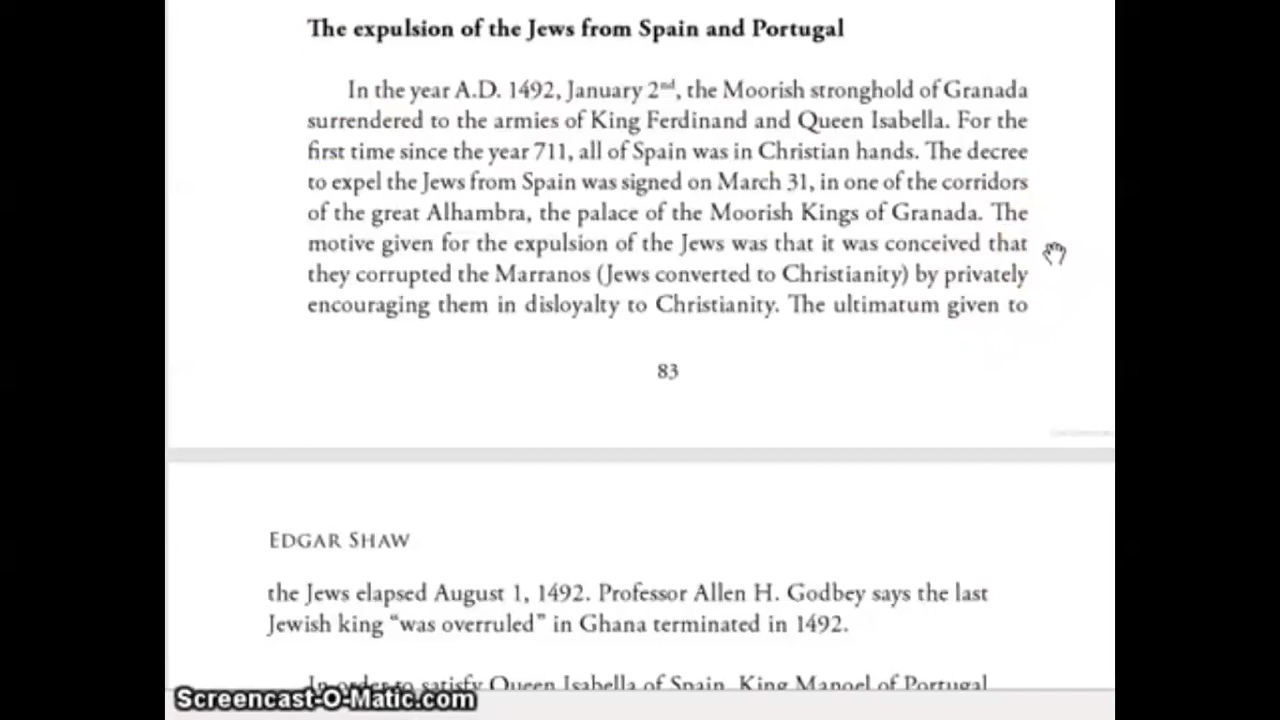 The expulsion of the Jews from Spain and Portugal
In the year A.D. 1492, January 2nd, the Moorish stronghold of Granada
surrendered to the armies of King Ferdinand and Queen Isabella. For the
first time since the year 711, all of Spain was in Christian hands. The decree
to expel the Jews from Spain was signed on March 31, in one of the corridors
of the great Alhambra, the palace of the Moorish Kings of Granada. The
motive given for the expulsion of the Jews was that it was conceived that
they corrupted the Marranos (Jews converted to Christianity) by privately
encouraging them in disloyalty to Christianity. The ultimatum given to
83
EDGAR SHAW
the Jews elapsed August 1, 1492. Professor Allen H. Godbey says the last
Jewish king “was overruled” in Ghana terminated in 1492.
In order to satisfy Queen Isabella of Spain, King Manoel of Portugal
Screencast-O-Matic.com